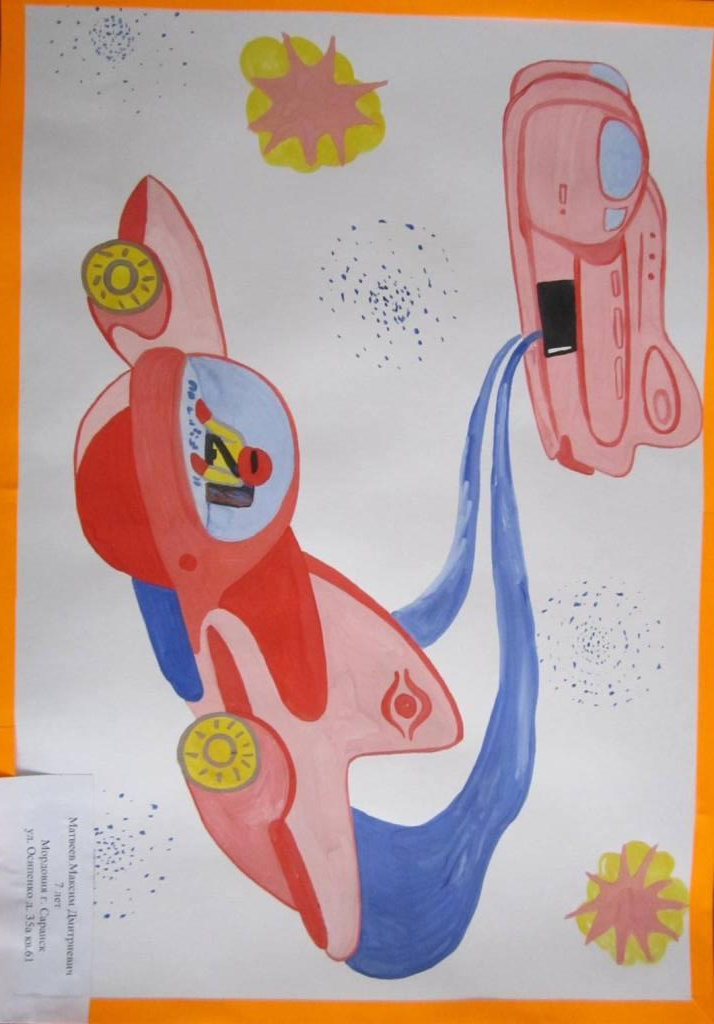 Матвеев Максим Дмитриевич
7 лет
Мордовия г. Саранск
ул. Осипенко д. 35а кв.61